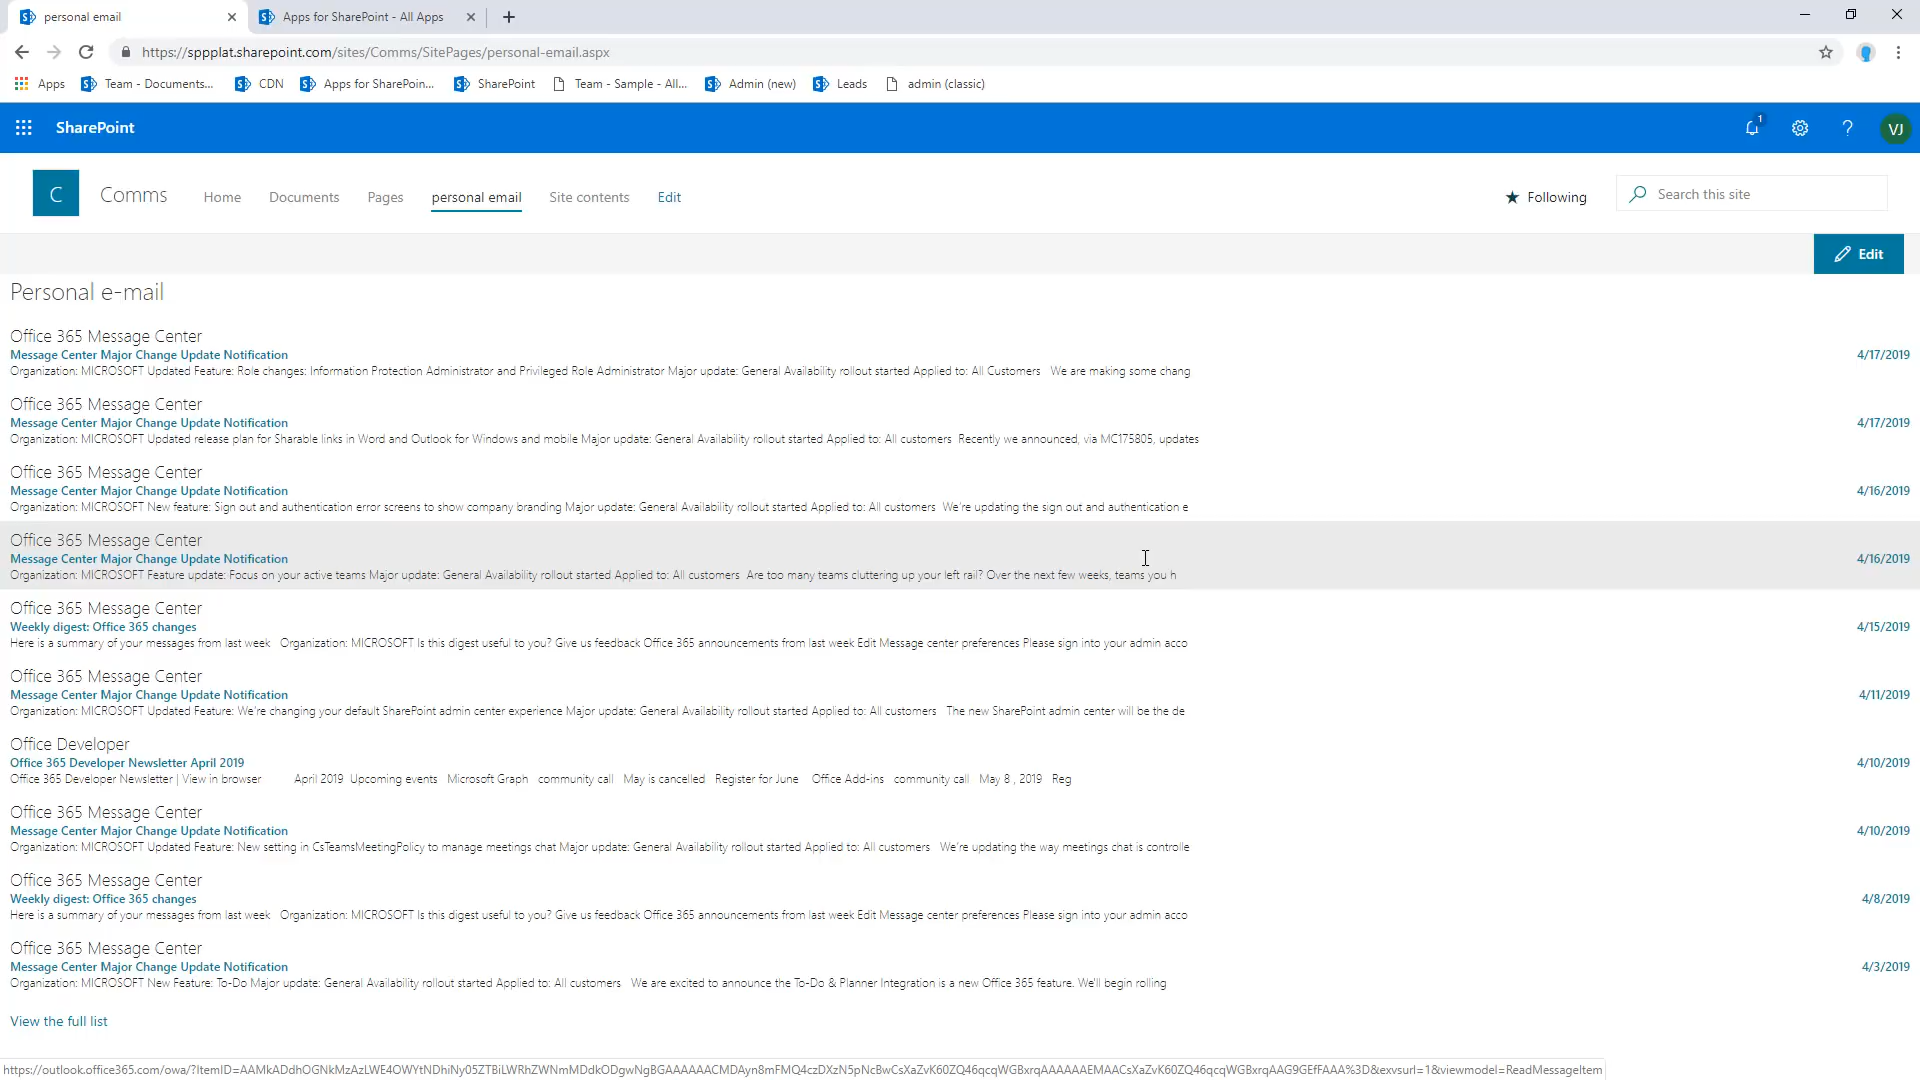 personal email
Apps for SharePoint - All Apps
https://sppplat.sharepoint.com/sites/Comms/SitePages/personal-email.aspx
Apps
Team - Documents...
CDN
Apps for SharePoin...
SharePoint
Team - Sample - All...
Admin (new)
Leads
admin (classic)
SharePoint
1
VJ
C
Comms
Home
Documents
Pages
personal email
Site contents
Edit
Following
Search this site
Edit
Personal e-mail
Office 365 Message Center
Message Center Major Change Update Notification 4/17/2019
Organization: MICROSOFT Updated Feature: Role changes: Information Protection Administrator and Privileged Role Administrator Major update: General Availability rollout started Applied to: All Customers We are making some chang
Office 365 Message Center
Message Center Major Change Update Notification 4/17/2019
Organization: MICROSOFT Updated release plan for Sharable links in Word and Outlook for Windows and mobile Major update: General Availability rollout started Applied to: All customers Recently we announced, via MC175805, updates
Office 365 Message Center
Message Center Major Change Update Notification 4/16/2019
Organization: MICROSOFT New feature: Sign out and authentication error screens to show company branding Major update: General Availability rollout started Applied to: All customers We're updating the sign out and authentication e
Office 365 Message Center
Message Center Major Change Update Notification 4/16/2019
Organization: MICROSOFT Feature update: Focus on your active teams Major update: General Availability rollout started Applied to: All customers Are too many teams cluttering up your left rail? Over the next few weeks, teams you h
Office 365 Message Center
Weekly digest: Office 365 changes 4/15/2019
Here is a summary of your messages from last week Organization: MICROSOFT Is this digest useful to you? Give us feedback Office 365 announcements from last week Edit Message center preferences Please sign into your admin acco
Office 365 Message Center
Message Center Major Change Update Notification 4/11/2019
Organization: MICROSOFT Updated Feature: We're changing your default SharePoint admin center experience Major update: General Availability rollout started Applied to: All customers The new SharePoint admin center will be the de
Office Developer
Office 365 Developer Newsletter April 2019 4/10/2019
Office 365 Developer Newsletter | View in browser April 2019 Upcoming events Microsoft Graph community call May is cancelled Register for June Office Add-ins community call May 8 , 2019 Reg
Office 365 Message Center
Message Center Major Change Update Notification 4/10/2019
Organization: MICROSOFT Updated Feature: New setting in CsTeamsMeetingPolicy to manage meetings chat Major update: General Availability rollout started Applied to: All customers We're updating the way meetings chat is controlle
Office 365 Message Center
Weekly digest: Office 365 changes 4/8/2019
Here is a summary of your messages from last week Organization: MICROSOFT Is this digest useful to you? Give us feedback Office 365 announcements from last week Edit Message center preferences Please sign into your admin acco
Office 365 Message Center
Message Center Major Change Update Notification 4/3/2019
Organization: MICROSOFT New Feature: To-Do Major update: General Availability rollout started Applied to: All customers We are excited to announce the To-Do & Planner Integration is a new Office 365 feature. We'll begin rolling
View the full list